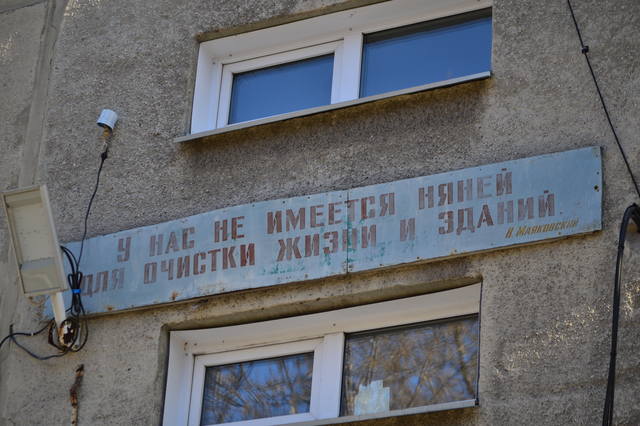 У НАС НЕ ИМЕЕТСЯ НЯНЕЙ
ДЛЯ ОЧИСТКИ ЖИЗНИ И ЗДАНИЙ
В. МАЯКОВСКИЙ